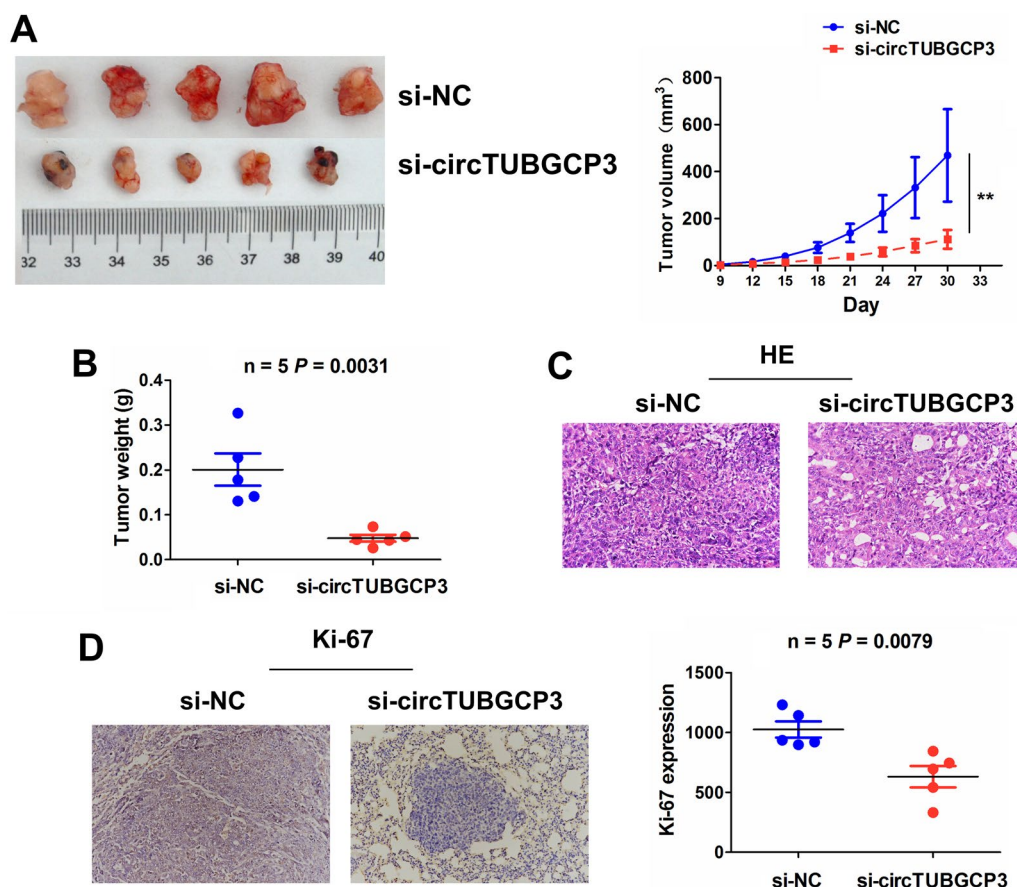 A
si-NC
si-circTUBGCP3
32 33 34 35 36 37 38 39 40
si-NC
si-circTUBGCP3
Tumor volume (mm³)
800
600
400
200
0
9 12 15 18 21 24 27 30 33
Day
**
B
n = 5 P = 0.0031
Tumor weight (g)
0.4
0.3
0.2
0.1
0.0
si-NC si-circTUBGCP3
C
HE
si-NC si-circTUBGCP3
D
Ki-67
si-NC si-circTUBGCP3
n = 5 P = 0.0079
Ki-67 expression
1500
1000
500
0
si-NC si-circTUBGCP3